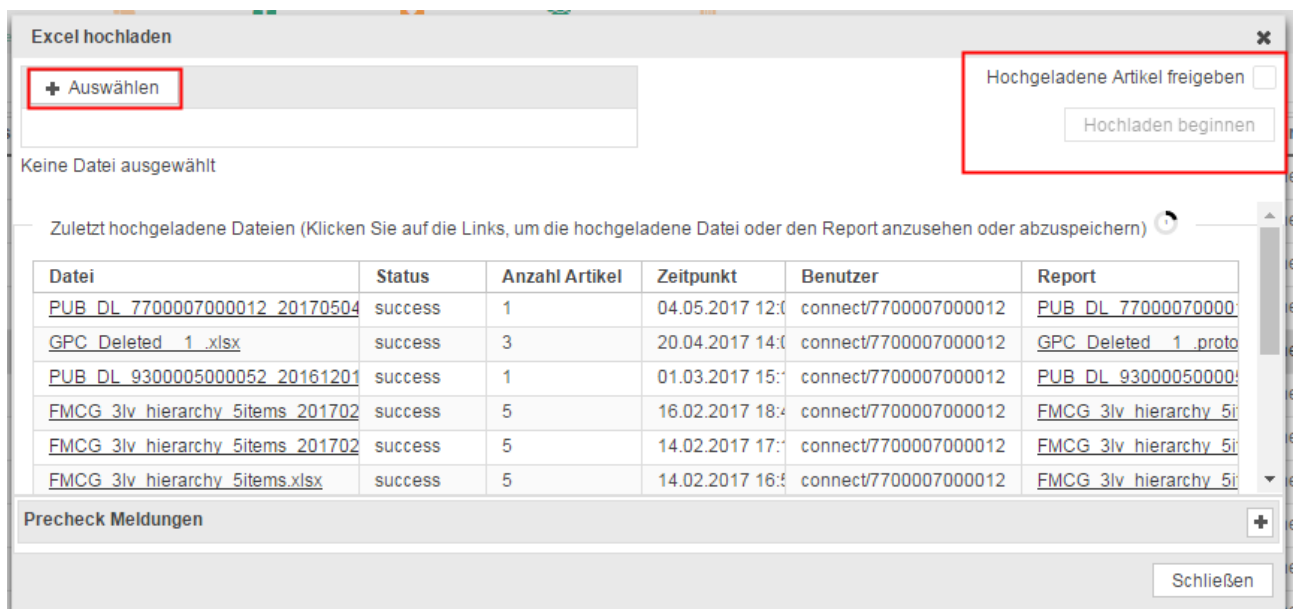 Excel hochladen
Auswählen
Hochgeladene Artikel freigeben
Hochladen beginnen
Keine Datei ausgewählt
Zuletzt hochgeladene Dateien (Klicken Sie auf die Links, um die hochgeladene Datei oder den Report anzusehen oder abzuspeichern)
Datei Status Anzahl Artikel Zeitpunkt Benutzer Report
PUB_DL_7700007000012_20170504 success 1 04.05.2017 12:0 connect/7700007000012 PUB_DL_77000070000
GPC_Deleted__1_.xlsx success 3 20.04.2017 14:0 connect/7700007000012 GPC_Deleted__1_.proto
PUB_DL_9300005000052_20161201 success 1 01.03.2017 15: connect/7700007000012 PUB_DL_93000050000
FMCG_3lv_hierarchy_5items_201702 success 5 16.02.2017 18: connect/7700007000012 FMCG_3lv_hierarchy_5i
FMCG_3lv_hierarchy_5items_201702 success 5 14.02.2017 17: connect/7700007000012 FMCG_3lv_hierarchy_5i
FMCG_3lv_hierarchy_5items.xlsx success 5 14.02.2017 16: connect/7700007000012 FMCG_3lv_hierarchy_5i
Precheck Meldungen
Schließen